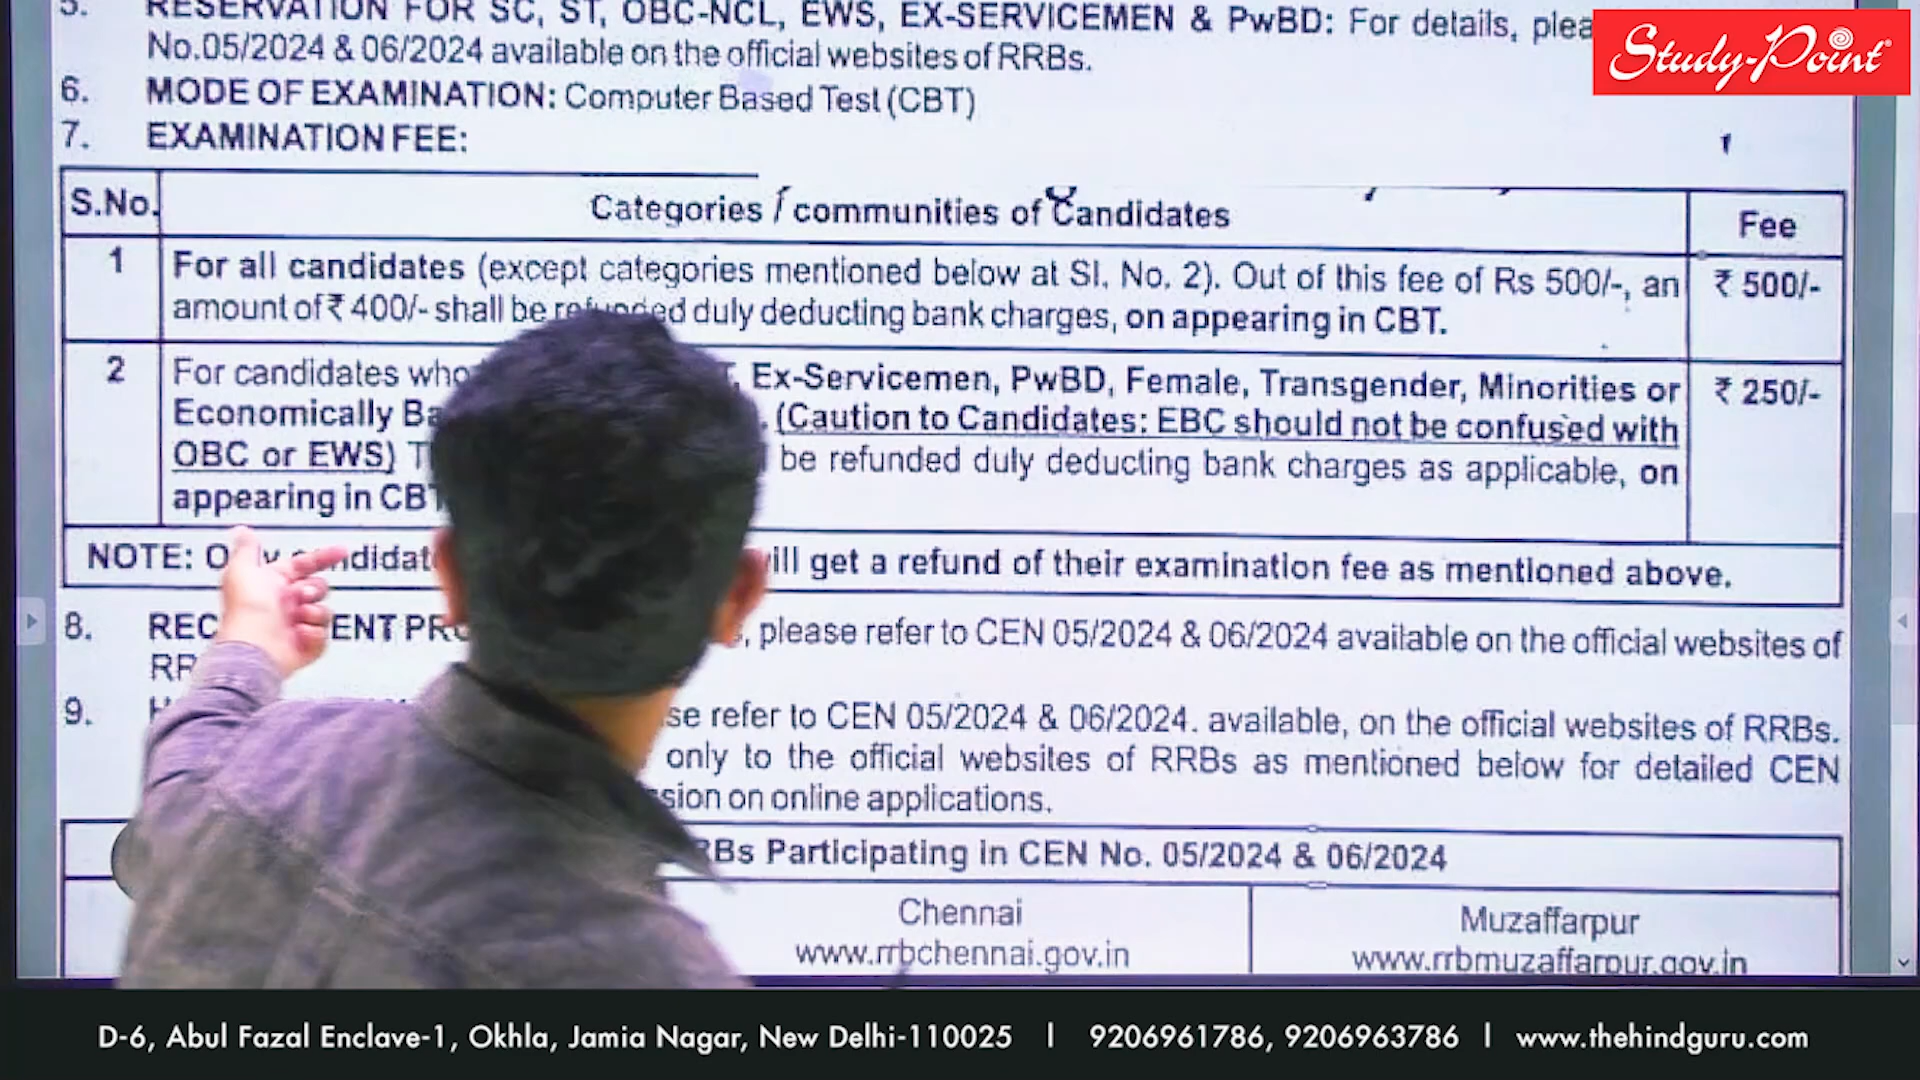 5. RESERVATION FOR SC, ST, OBC-NCL, EWS, EX-SERVICEMEN & PwBD: For details,
No.05/2024 & 06/2024 available on the official websites of RRBs.
6. MODE OF EXAMINATION: Computer Based Test (CBT)
7. EXAMINATION FEE:
S.No. Categories / communities of Candidates Fee
1 For all candidates (except categories mentioned below at Sl. No. 2). Out of this fee of Rs 500/-, an ₹ 500/-
amount of ₹ 400/- shall be refunded duly deducting bank charges, on appearing in CBT.
2 For candidates Ex-Servicemen, PwBD, Female, Transgender, Minorities or ₹ 250/-
Economically (Caution to Candidates: EBC should not be confused with
OBC or EWS) be refunded duly deducting bank charges as applicable, on
appearing in
NOTE: will get a refund of their examination fee as mentioned above.
8. please refer to CEN 05/2024 & 06/2024 available on the official websites of
9. refer to CEN 05/2024 & 06/2024. available, on the official websites of RRBs.
only to the official websites of RRBs as mentioned below for detailed CEN
on online applications.
Participating in CEN No. 05/2024 & 06/2024
Chennai Muzaffarpur
www.rrbchennai.gov.in www.rrbmuzaffarpur.gov.in
Study-Point
D-6, Abul Fazal Enclave-1, Okhla, Jamia Nagar, New Delhi-110025 | 9206961786, 9206963786 | www.thehindguru.com